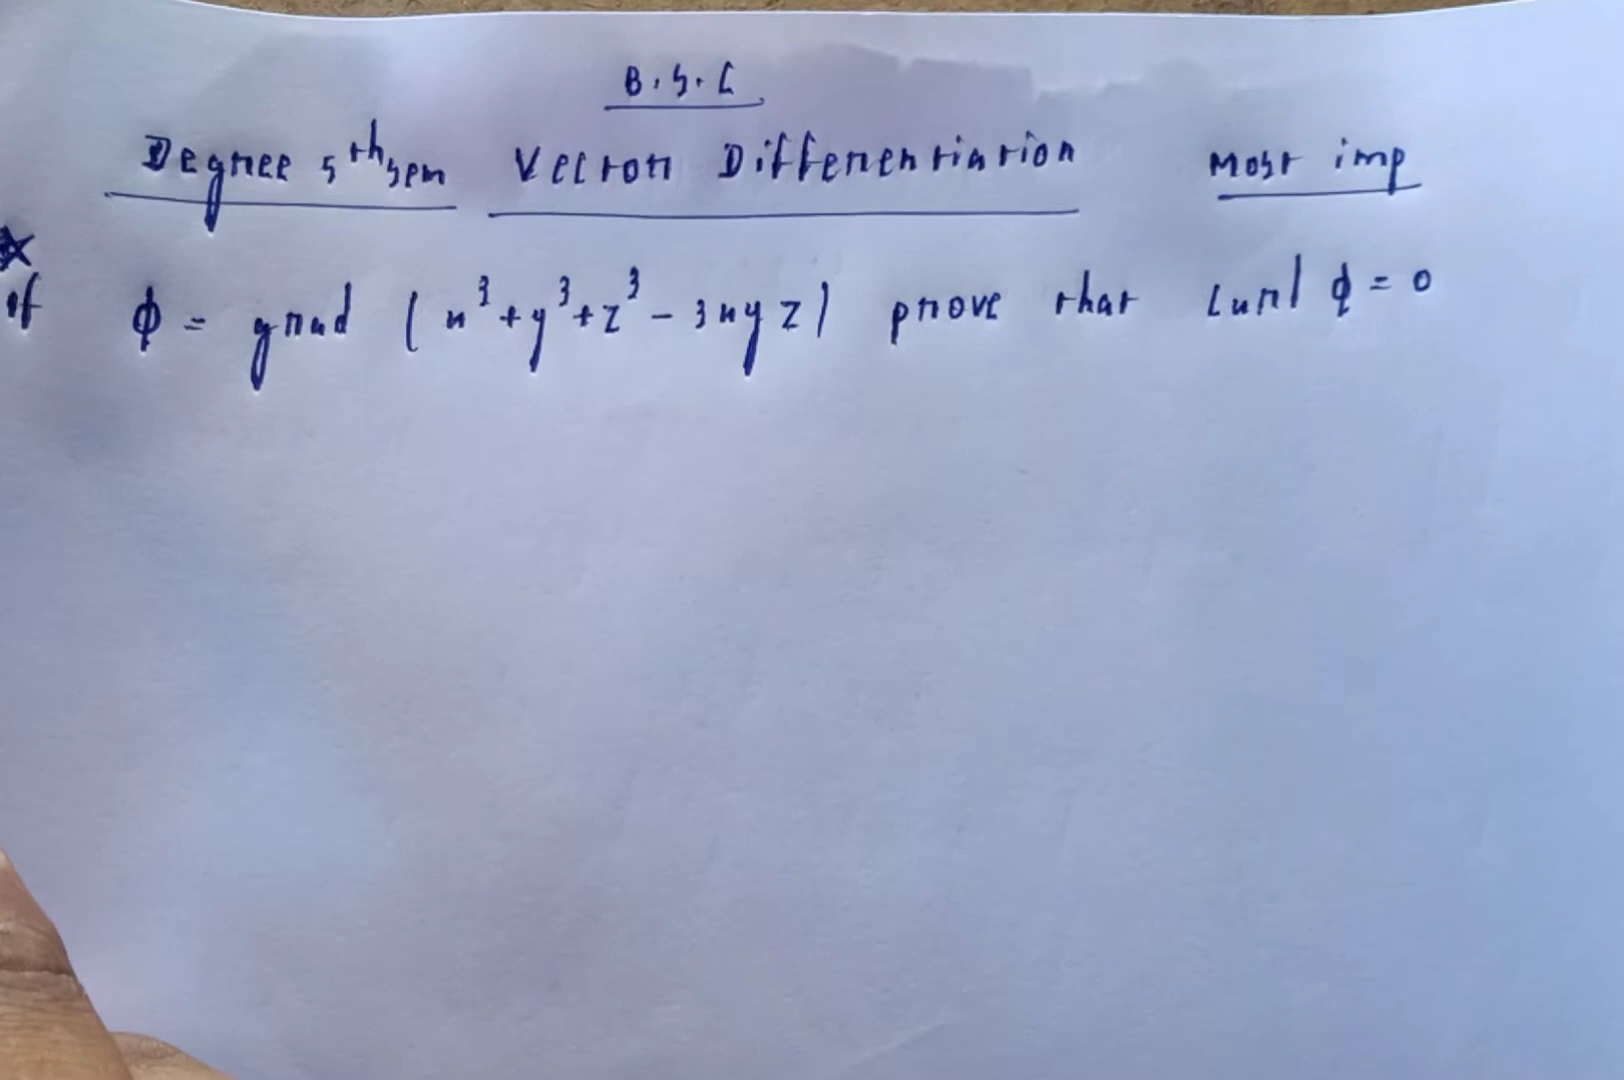 B.S.C
Degree 5th sem Vector Differentiation Most imp
If ϕ = grad (x³+y³+z³-3xyz) prove that curl ϕ = 0